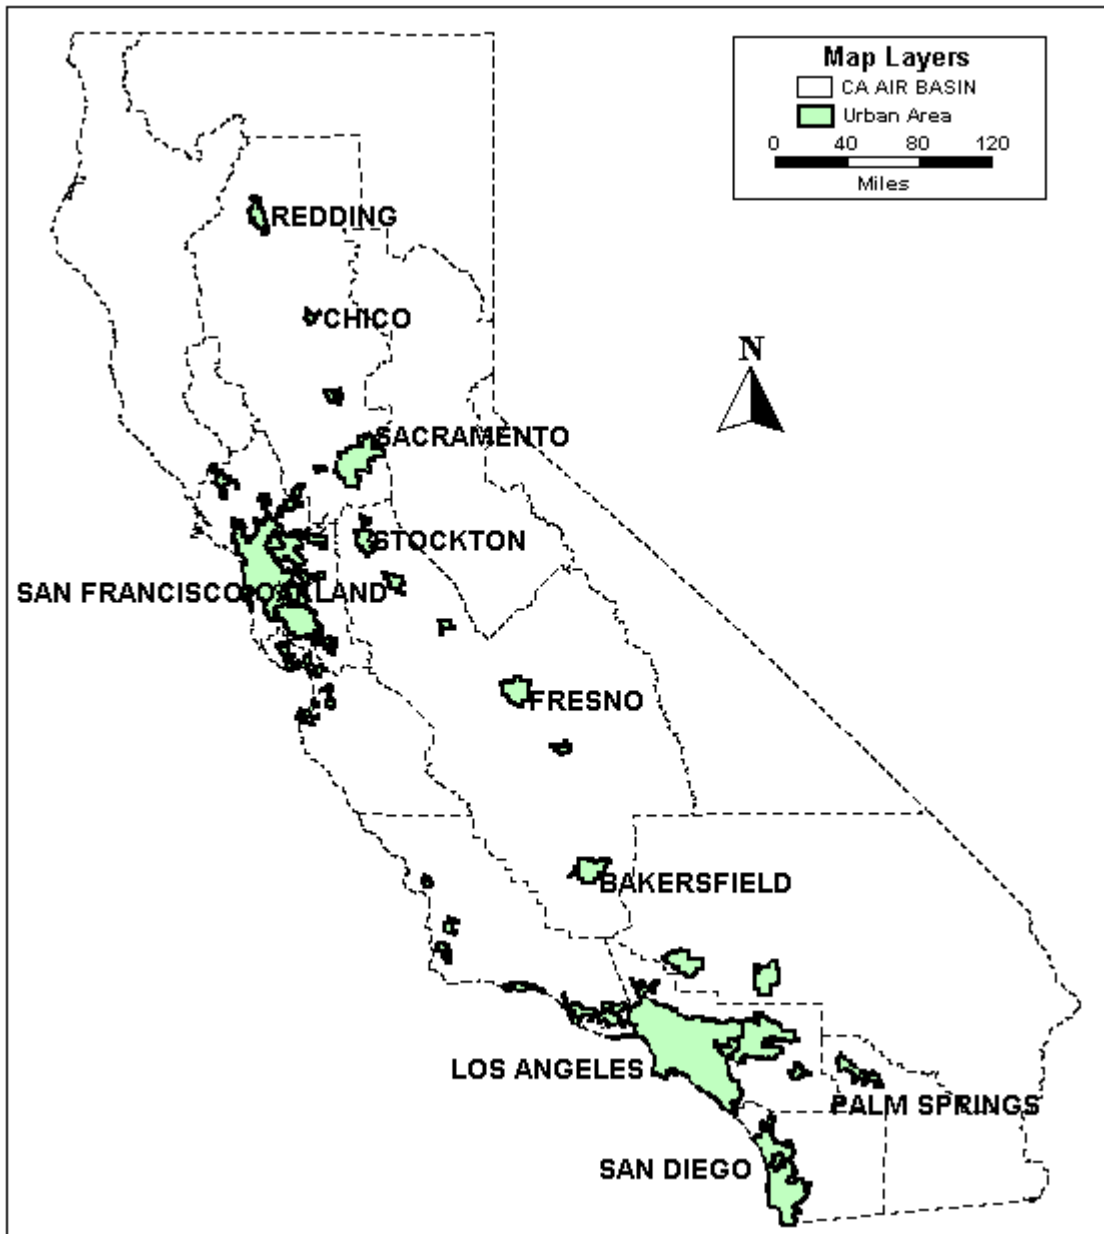 Map Layers
CA AIR BASIN
Urban Area
0 40 80 120
Miles
REDDING
CHICO
N
SACRAMENTO
STOCKTON
SAN FRANCISCO-OAKLAND
FRESNO
BAKERSFIELD
LOS ANGELES
PALM SPRINGS
SAN DIEGO